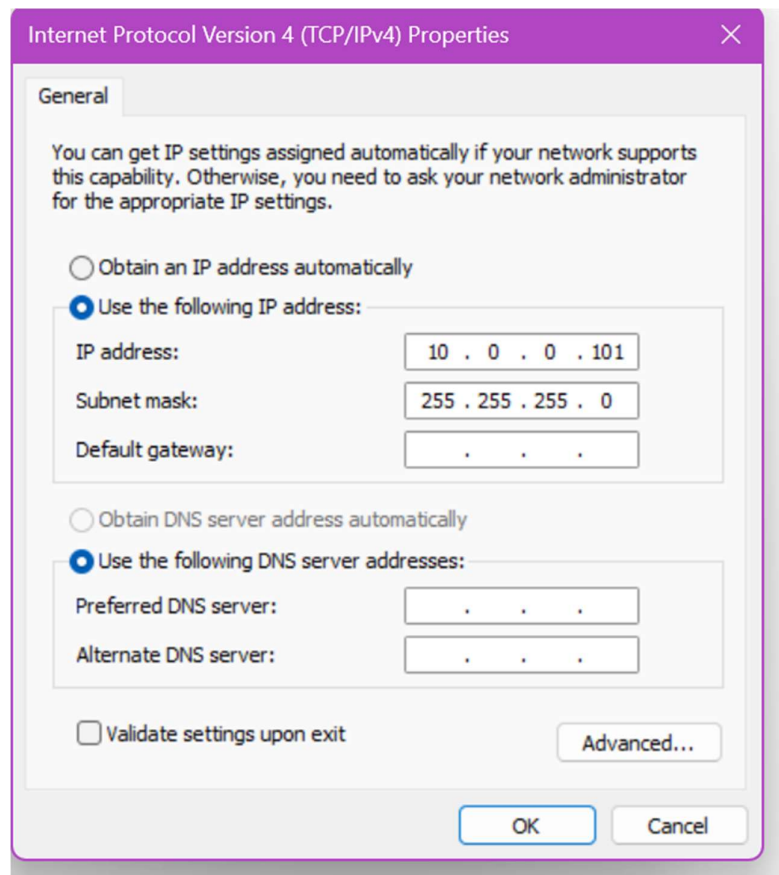 Internet Protocol Version 4 (TCP/IPv4) Properties
General
You can get IP settings assigned automatically if your network supports
this capability. Otherwise, you need to ask your network administrator
for the appropriate IP settings.
Obtain an IP address automatically
Use the following IP address:
IP address: 10 . 0 . 0 . 101
Subnet mask: 255 . 255 . 255 . 0
Default gateway: . . .
Obtain DNS server address automatically
Use the following DNS server addresses:
Preferred DNS server: . . .
Alternate DNS server: . . .
Validate settings upon exit
Advanced...
OK Cancel